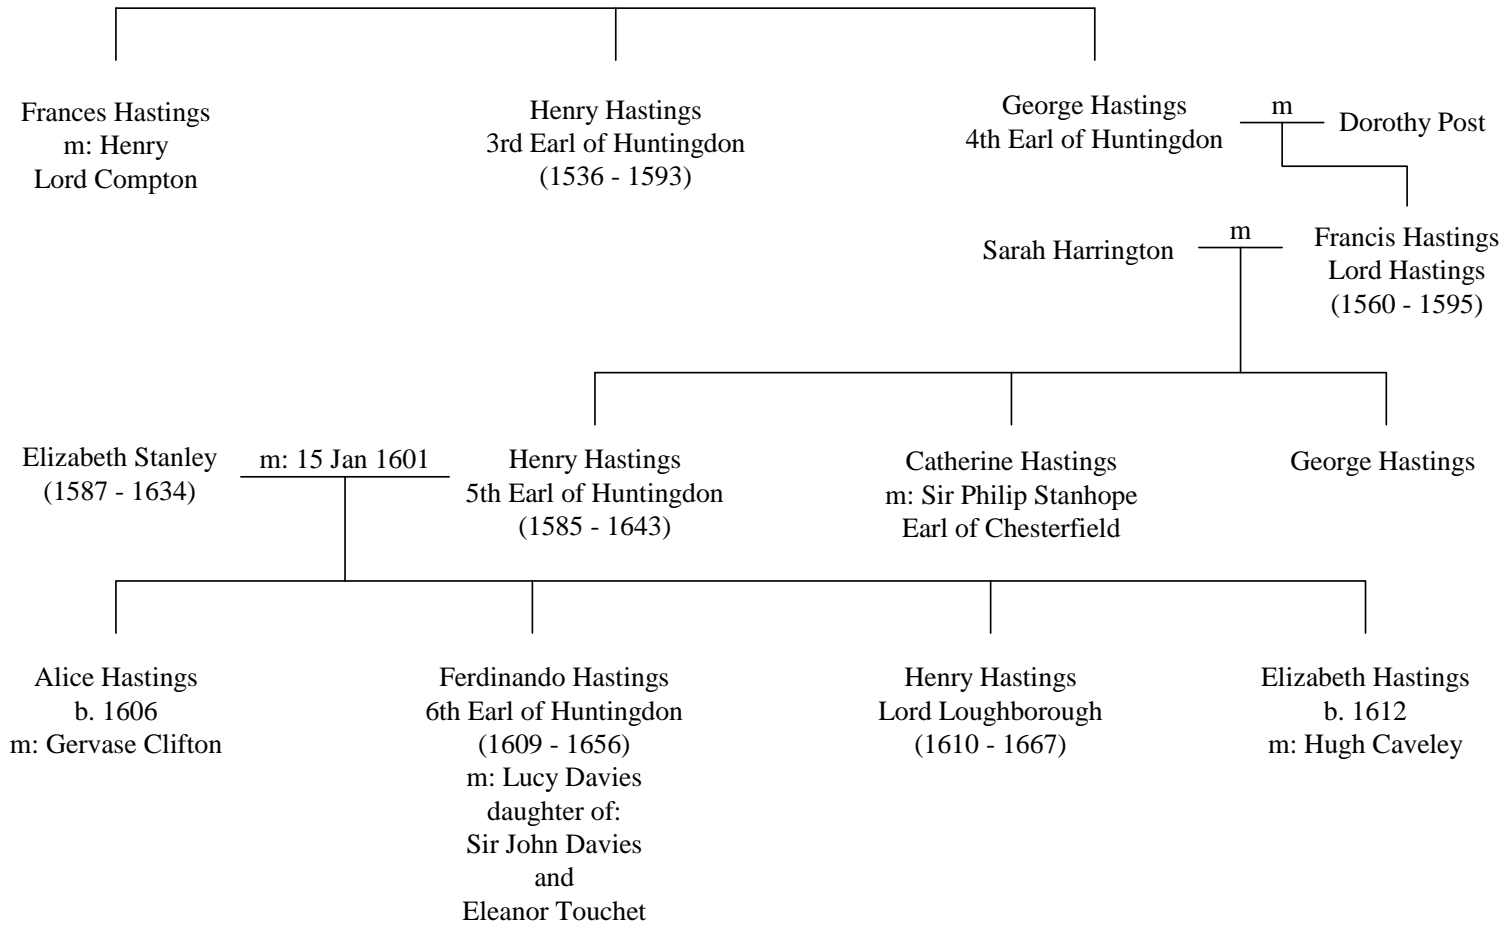 Frances Hastings
m: Henry
Lord Compton
Henry Hastings
3rd Earl of Huntingdon
(1536 - 1593)
George Hastings
4th Earl of Huntingdon
m
Dorothy Post
Sarah Harrington
m
Francis Hastings
Lord Hastings
(1560 - 1595)
Elizabeth Stanley
(1587 - 1634)
m: 15 Jan 1601
Henry Hastings
5th Earl of Huntingdon
(1585 - 1643)
Catherine Hastings
m: Sir Philip Stanhope
Earl of Chesterfield
George Hastings
Alice Hastings
b. 1606
m: Gervase Clifton
Ferdinando Hastings
6th Earl of Huntingdon
(1609 - 1656)
m: Lucy Davies
daughter of:
Sir John Davies
and
Eleanor Touchet
Henry Hastings
Lord Loughborough
(1610 - 1667)
Elizabeth Hastings
b. 1612
m: Hugh Caveley